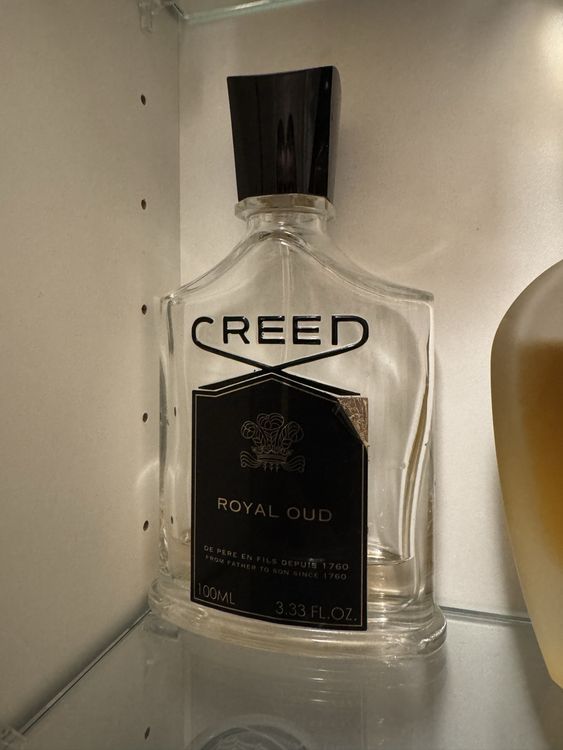 CREED
ROYAL OUD
DE PERE EN FILS DEPUIS 1760
FROM FATHER TO SON SINCE 1760
100ML 3.33 FL.OZ.